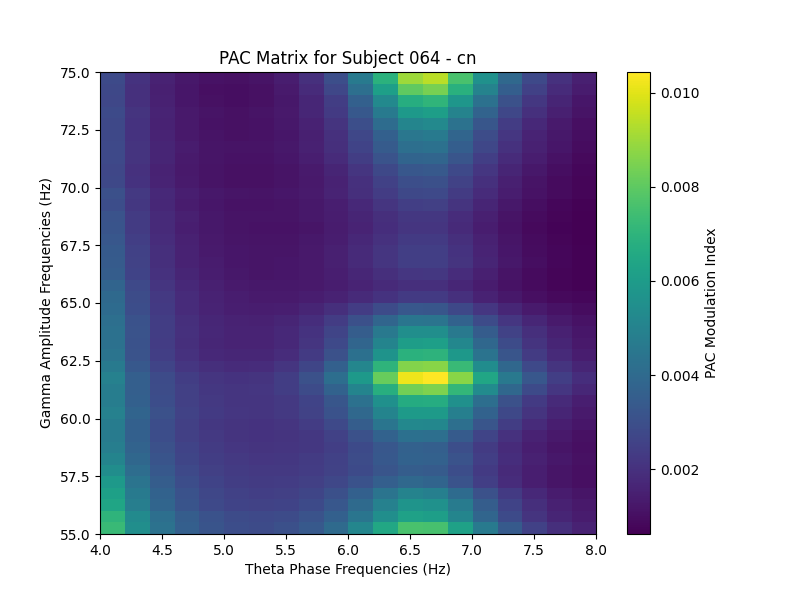 PAC Matrix for Subject 064 - cn
75.0
72.5
70.0
67.5
65.0
62.5
60.0
57.5
55.0
Gamma Amplitude Frequencies (Hz)
4.0 4.5 5.0 5.5 6.0 6.5 7.0 7.5 8.0
Theta Phase Frequencies (Hz)
0.010
0.008
0.006
0.004
0.002
PAC Modulation Index